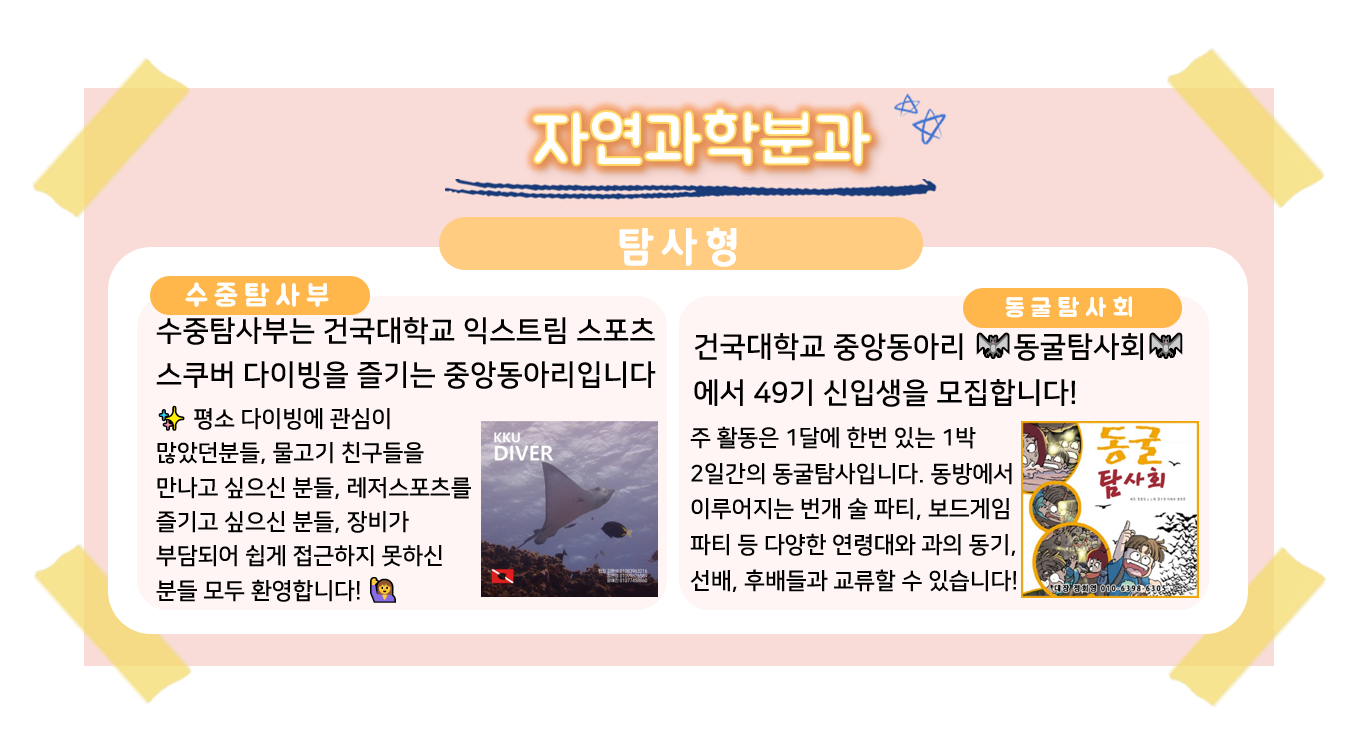 자연과학분과
탐사형
수중탐사부
수중탐사부는 건국대학교 익스트림 스포츠
스쿠버 다이빙을 즐기는 중앙동아리입니다
✨ 평소 다이빙에 관심이
많았던분들, 물고기 친구들을
만나고 싶으신 분들, 레저스포츠를
즐기고 싶으신 분들, 장비가
부담되어 쉽게 접근하지 못하신
분들 모두 환영합니다! 🙋
KKU
DIVER
동굴탐사회
건국대학교 중앙동아리 🦇동굴탐사회🦇
에서 49기 신입생을 모집합니다!
주 활동은 1달에 한번 있는 1박
2일간의 동굴탐사입니다. 동방에서
이루어지는 번개 술 파티, 보드게임
파티 등 다양한 연령대와 과의 동기,
선배, 후배들과 교류할 수 있습니다!
동굴
탐사회
010-6398-6305